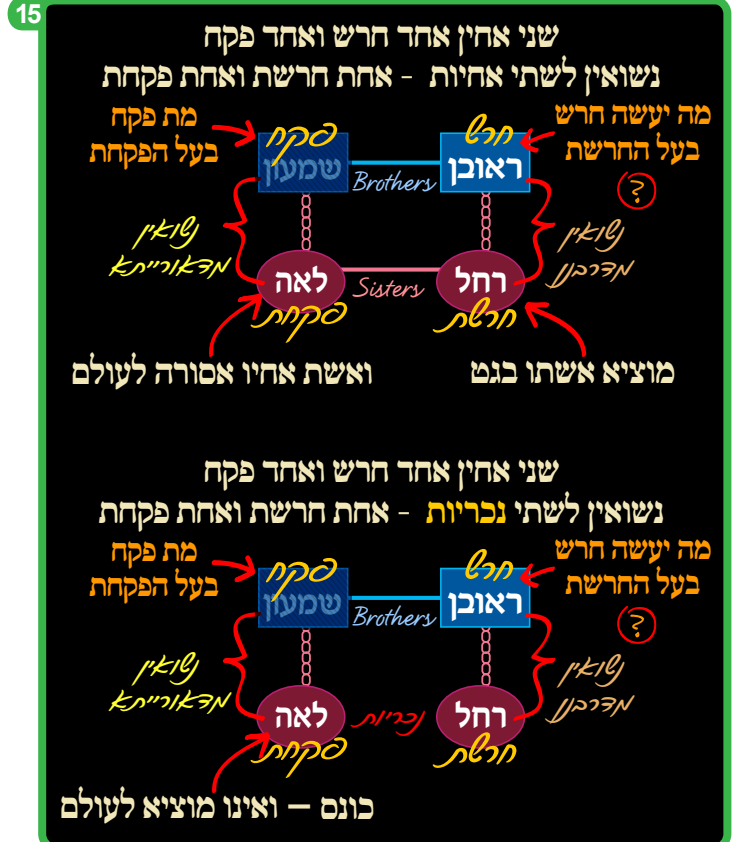 15
שני אחין אחד חרש ואחד פקח
נשואין לשתי אחיות - אחת חרשת ואחת פקחת
מה יעשה חרש
בעל החרשת
?
חרש
ראובן
Brothers
פקח
שמעון
מת פקח
בעל הפקחת
נשואין
מדרבנן
נשואין
מדאורייתא
רחל
חרשת
Sisters
לאה
פקחת
מוציא אשתו בגט
ואשת אחיו אסורה לעולם
שני אחין אחד חרש ואחד פקח
נשואין לשתי נכריות - אחת חרשת ואחת פקחת
מה יעשה חרש
בעל החרשת
?
חרש
ראובן
Brothers
פקח
שמעון
מת פקח
בעל הפקחת
נשואין
מדרבנן
נשואין
מדאורייתא
רחל
חרשת
נכריות
לאה
פקחת
כונס – ואינו מוציא לעולם